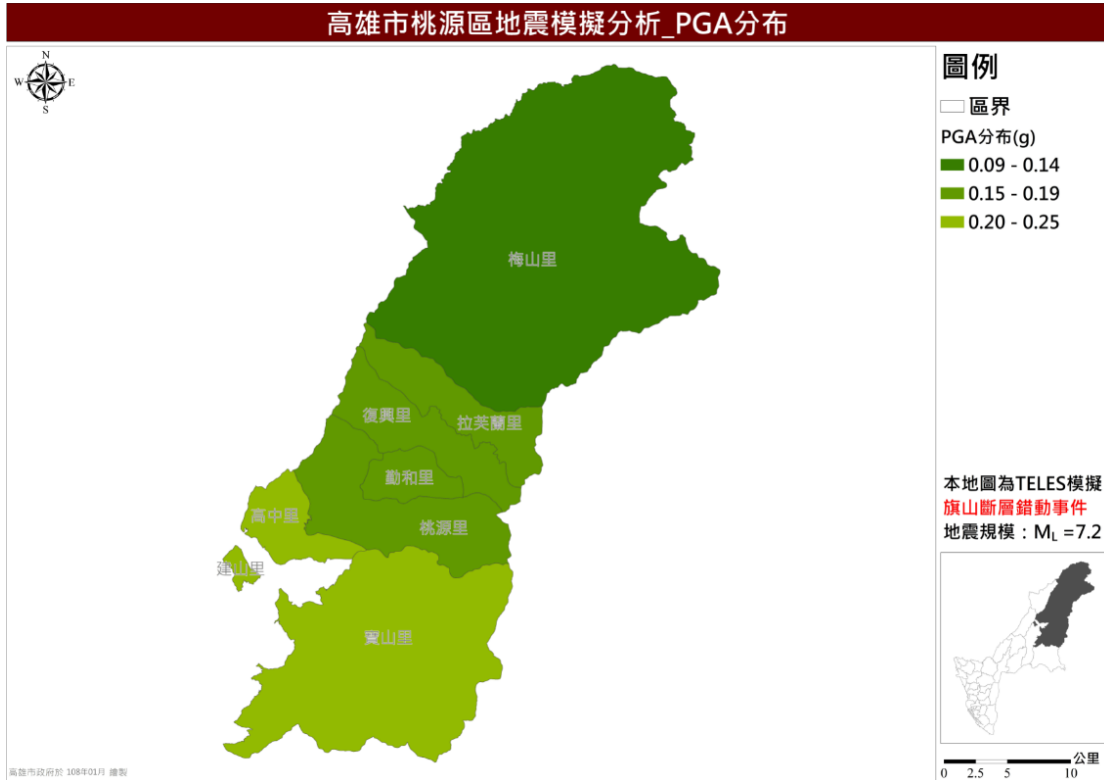 高雄市桃源區地震模擬分析_PGA分布
N
W
E
S
圖例
區界
PGA分布(g)
0.09 - 0.14
0.15 - 0.19
0.20 - 0.25
梅山里
復興里
拉芙蘭里
勤和里
高中里
桃源里
建山里
寶山里
本地圖為TELES模擬
旗山斷層錯動事件
地震規模：ML =7.2
公里
0 2.5 5 10
高雄市政府於 108年01月 繪製